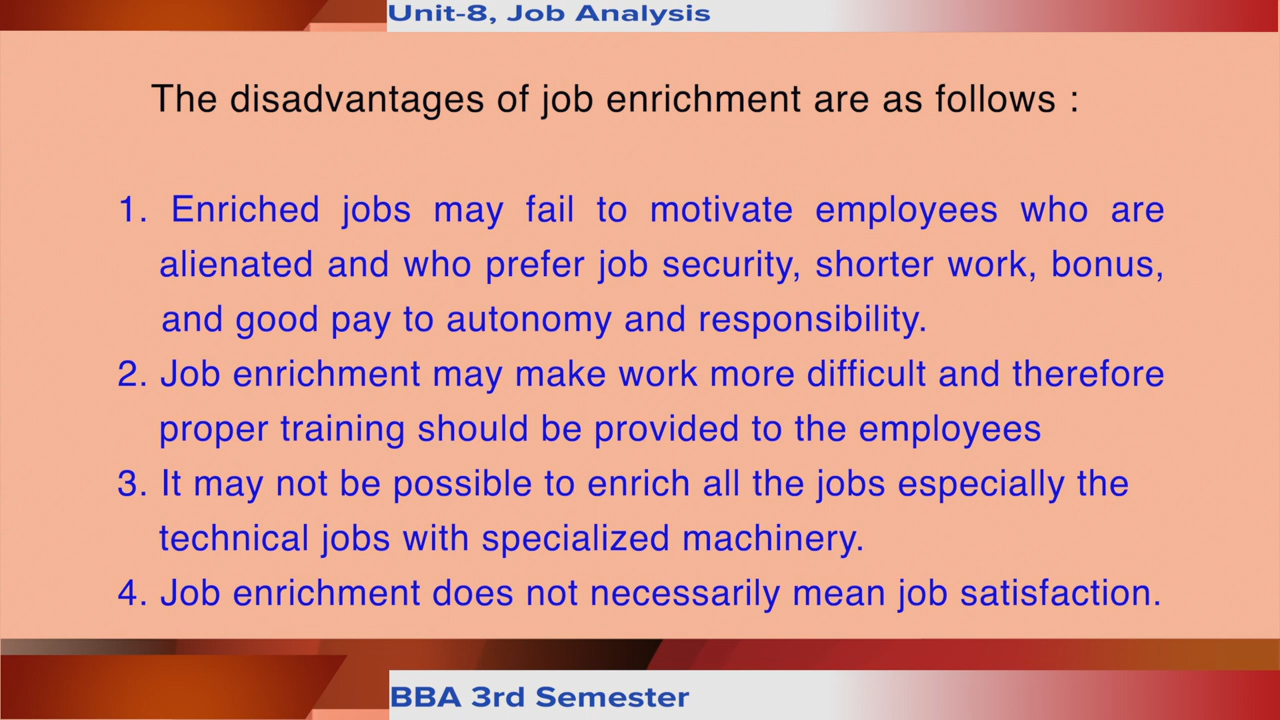 Unit-8, Job Analysis
The disadvantages of job enrichment are as follows :
1. Enriched jobs may fail to motivate employees who are
alienated and who prefer job security, shorter work, bonus,
and good pay to autonomy and responsibility.
2. Job enrichment may make work more difficult and therefore
proper training should be provided to the employees
3. It may not be possible to enrich all the jobs especially the
technical jobs with specialized machinery.
4. Job enrichment does not necessarily mean job satisfaction.
BBA 3rd Semester